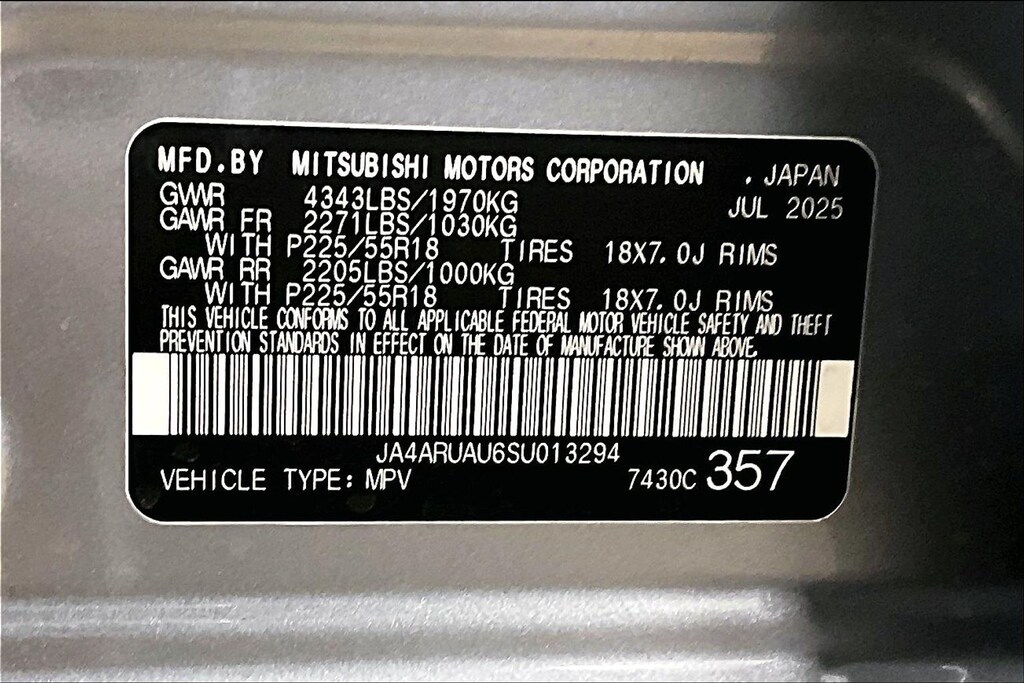 MFD.BY MITSUBISHI MOTORS CORPORATION . JAPAN
GVWR 4343LBS/1970KG JUL 2025
GAWR FR 2271LBS/1030KG
WITH P225/55R18 TIRES 18X7.0J RIMS
GAWR RR 2205LBS/1000KG
WITH P225/55R18 TIRES 18X7.0J RIMS
THIS VEHICLE CONFORMS TO ALL APPLICABLE FEDERAL MOTOR VEHICLE SAFETY AND THEFT
PREVENTION STANDARDS IN EFFECT ON THE DATE OF MANUFACTURE SHOWN ABOVE.
JA4ARUAU6SU013294
VEHICLE TYPE: MPV 7430C 357